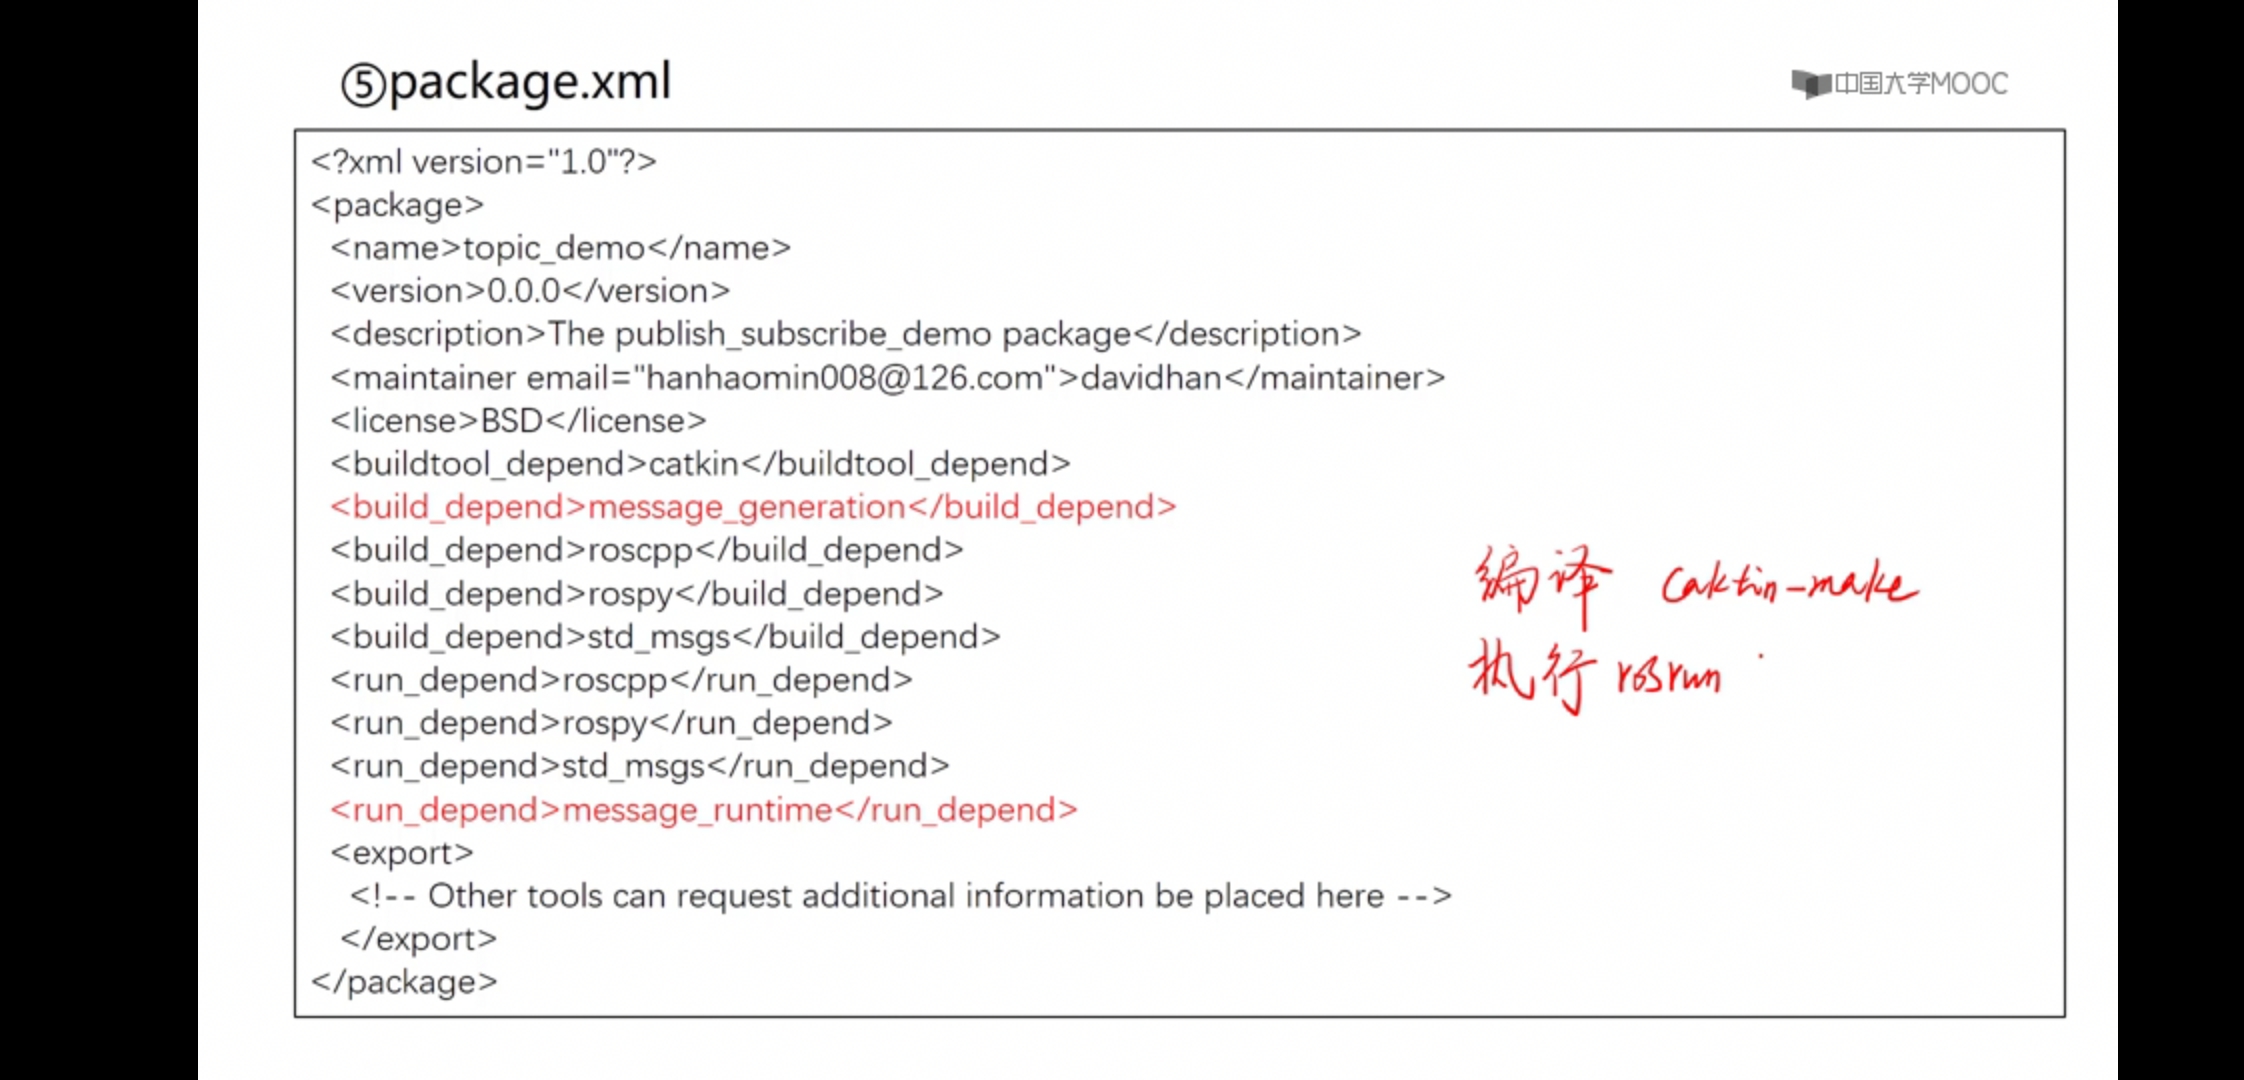 ⑤package.xml
中国大学MOOC
<?xml version="1.0"?>
<package>
<name>topic_demo</name>
<version>0.0.0</version>
<description>The publish_subscribe_demo package</description>
<maintainer email="hanhaomin008@126.com">davidhan</maintainer>
<license>BSD</license>
<buildtool_depend>catkin</buildtool_depend>
<build_depend>message_generation</build_depend>
<build_depend>roscpp</build_depend>
<build_depend>rospy</build_depend>
<build_depend>std_msgs</build_depend>
<run_depend>roscpp</run_depend>
<run_depend>rospy</run_depend>
<run_depend>std_msgs</run_depend>
<run_depend>message_runtime</run_depend>
<export>
<!-- Other tools can request additional information be placed here -->
</export>
</package>
编译 caktin-make
执行 rosrun